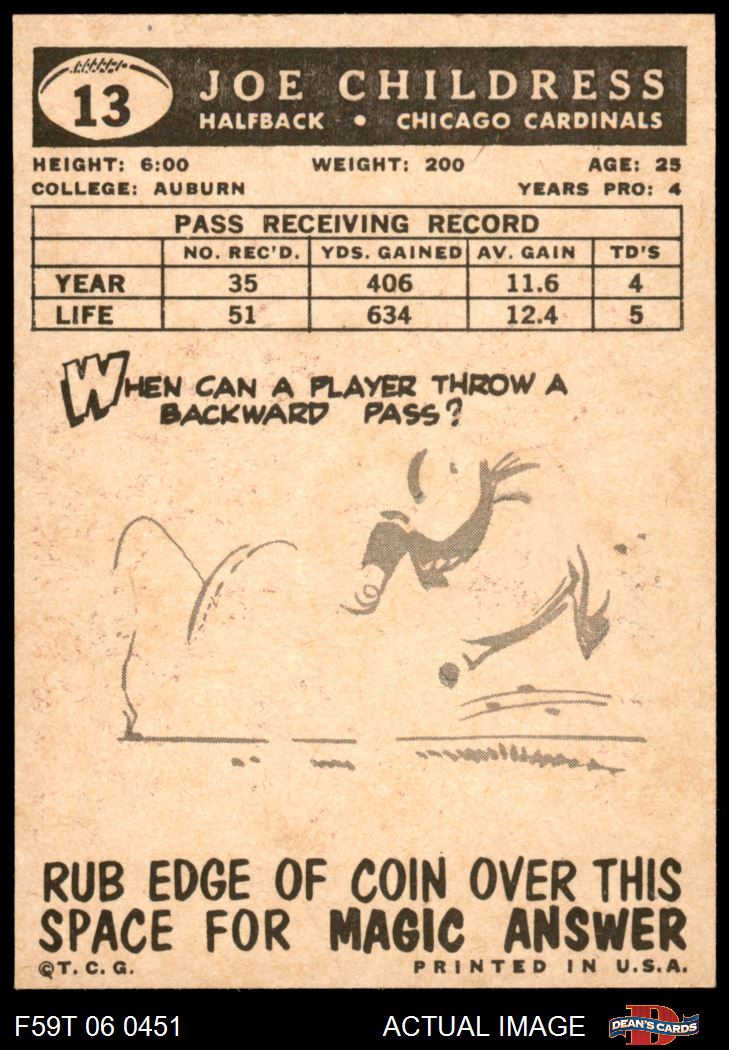 13
JOE CHILDRESS
HALFBACK • CHICAGO CARDINALS
HEIGHT: 6:00 WEIGHT: 200 AGE: 25
COLLEGE: AUBURN YEARS PRO: 4
PASS RECEIVING RECORD
NO. REC'D. YDS. GAINED AV. GAIN TD'S
YEAR 35 406 11.6 4
LIFE 51 634 12.4 5
WHEN CAN A PLAYER THROW A
BACKWARD PASS?
RUB EDGE OF COIN OVER THIS
SPACE FOR MAGIC ANSWER
©T. C. G. PRINTED IN U.S.A.
F59T 06 0451 ACTUAL IMAGE D DEAN'S CARDS